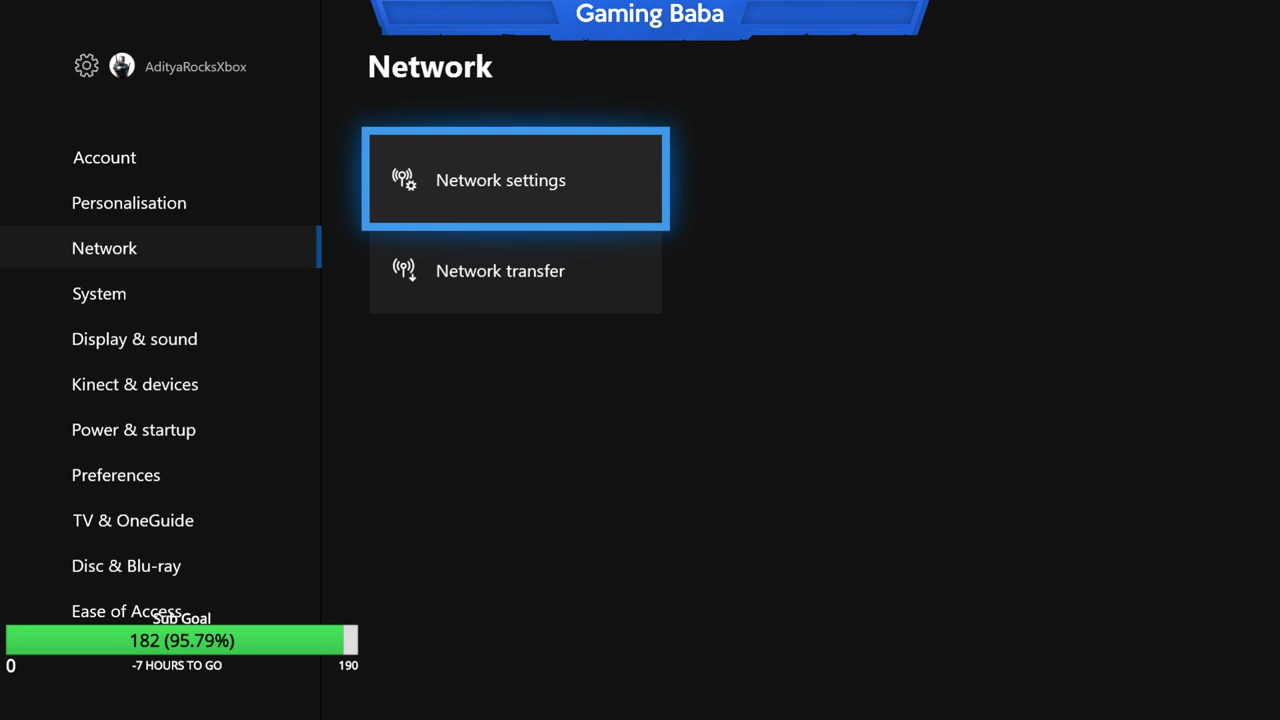 Gaming Baba
AdityaRocksXbox
Network
Account
Personalisation
Network
System
Display & sound
Kinect & devices
Power & startup
Preferences
TV & OneGuide
Disc & Blu-ray
Ease of Access
Network settings
Network transfer
Sub Goal
182 (95.79%)
0
-7 HOURS TO GO
190